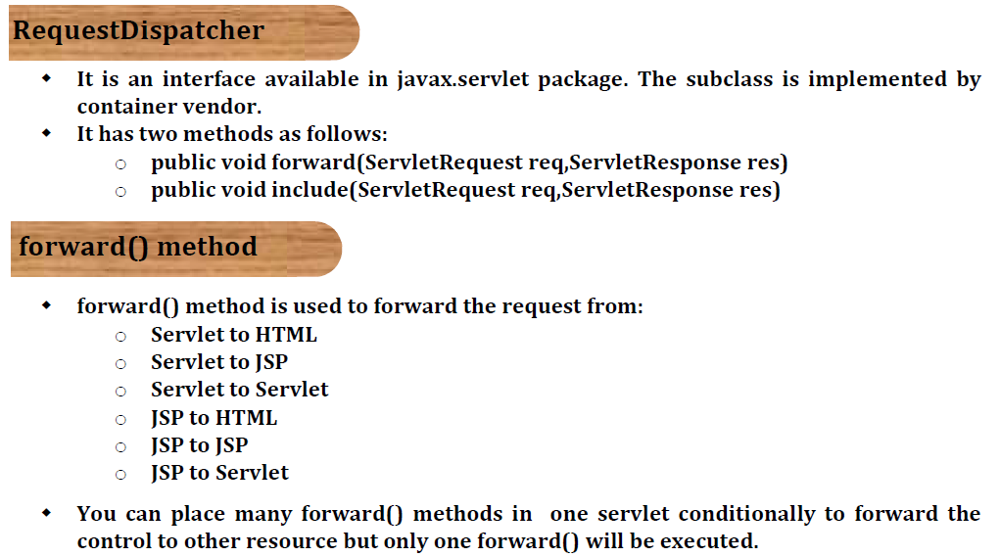 RequestDispatcher
It is an interface available in javax.servlet package. The subclass is implemented by
container vendor.
It has two methods as follows:
public void forward(ServletRequest req,ServletResponse res)
public void include(ServletRequest req,ServletResponse res)
forward() method
forward() method is used to forward the request from:
Servlet to HTML
Servlet to JSP
Servlet to Servlet
JSP to HTML
JSP to JSP
JSP to Servlet
You can place many forward() methods in one servlet conditionally to forward the
control to other resource but only one forward() will be executed.